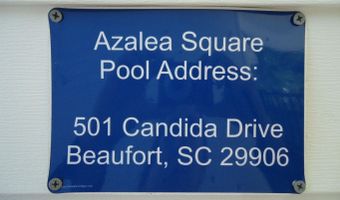 Azalea Square
Pool Address:
501 Candida Drive
Beaufort, SC 29906